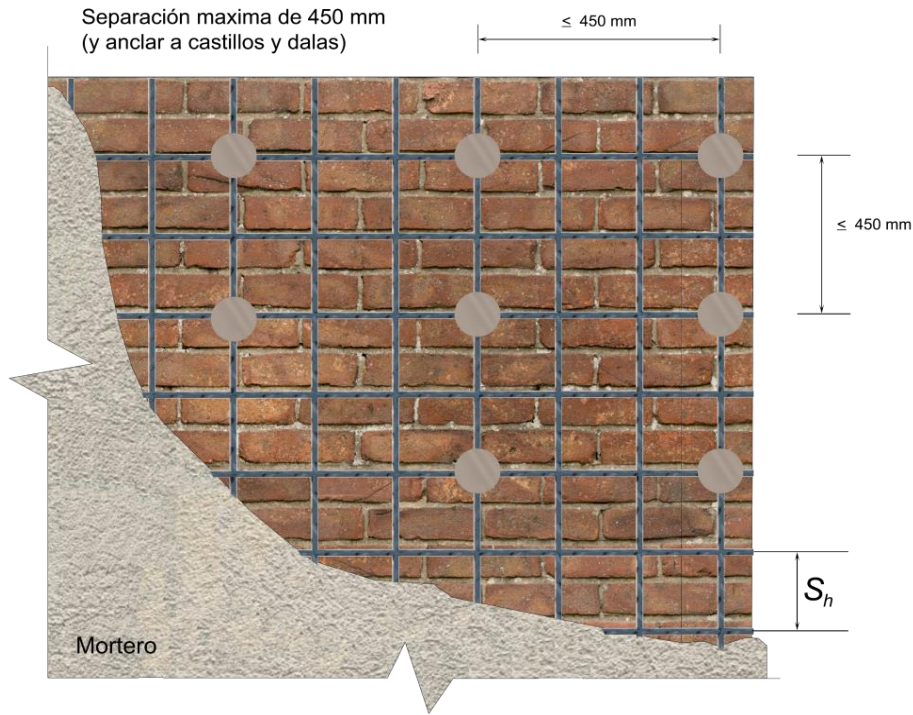 Separación maxima de 450 mm
(y anclar a castillos y dalas)
≤ 450 mm
≤ 450 mm
Sh
Mortero